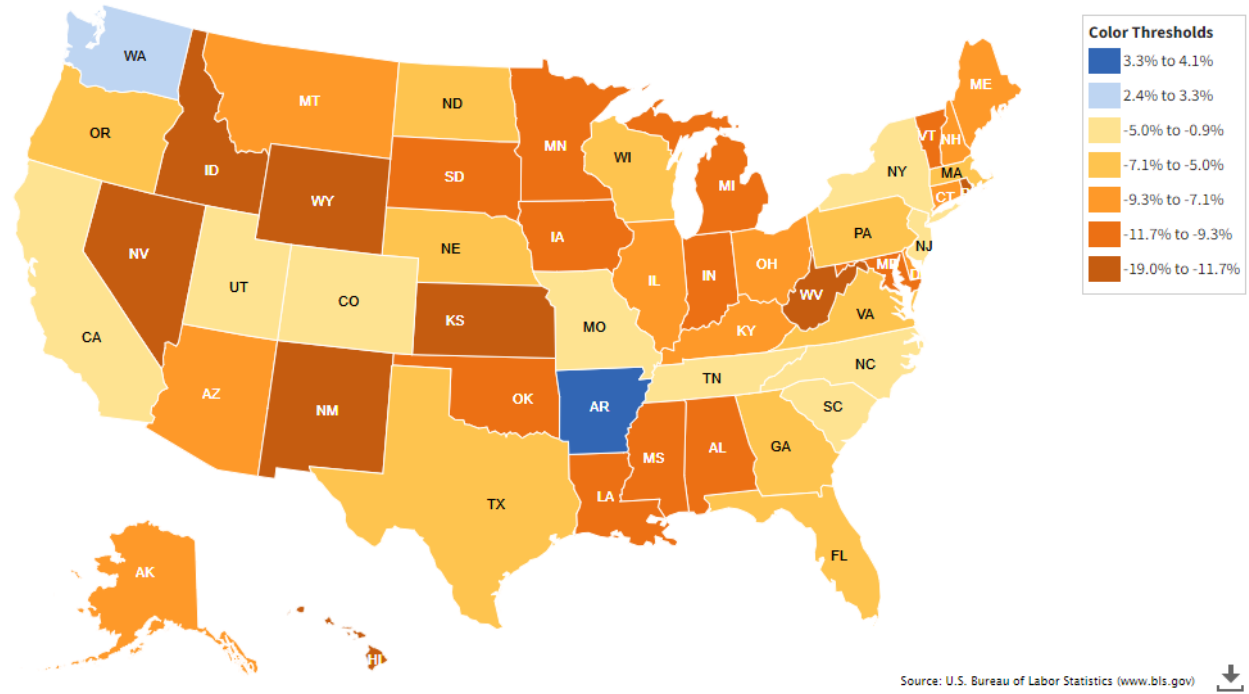 Color Thresholds
3.3% to 4.1%
2.4% to 3.3%
-5.0% to -0.9%
-7.1% to -5.0%
-9.3% to -7.1%
-11.7% to -9.3%
-19.0% to -11.7%
WA
MT
ND
MN
ME
OR
ID
SD
WI
MI
NY
VT
NH
MA
CT
WY
IA
NE
PA
NJ
NV
UT
CO
KS
MO
IL
IN
OH
WV
VA
CA
KY
AZ
NM
OK
AR
TN
NC
SC
MS
AL
GA
LA
TX
FL
AK
HI
Source: U.S. Bureau of Labor Statistics (www.bls.gov)